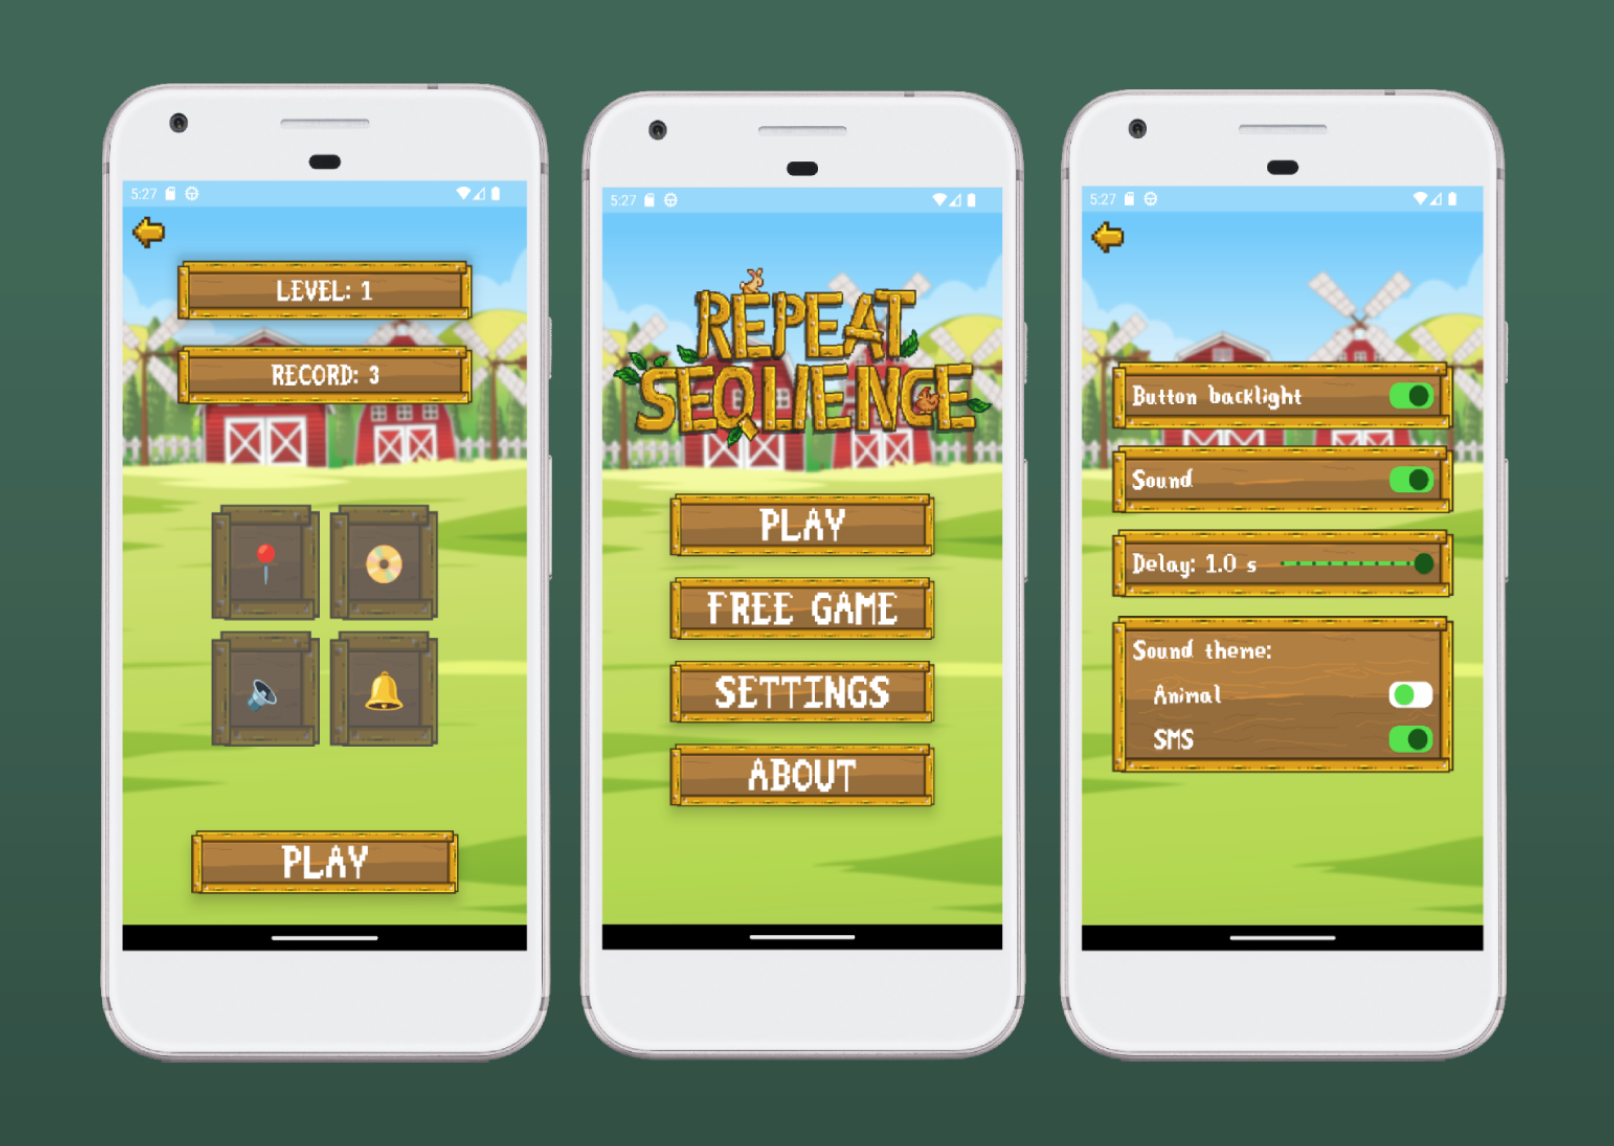 5:27
LEVEL: 1
RECORD: 3
PLAY
5:27
REPEAT
SEQUENCE
PLAY
FREE GAME
SETTINGS
ABOUT
5:27
Button backlight
Sound
Delay: 1.0 s
Sound theme:
Animal
SMS